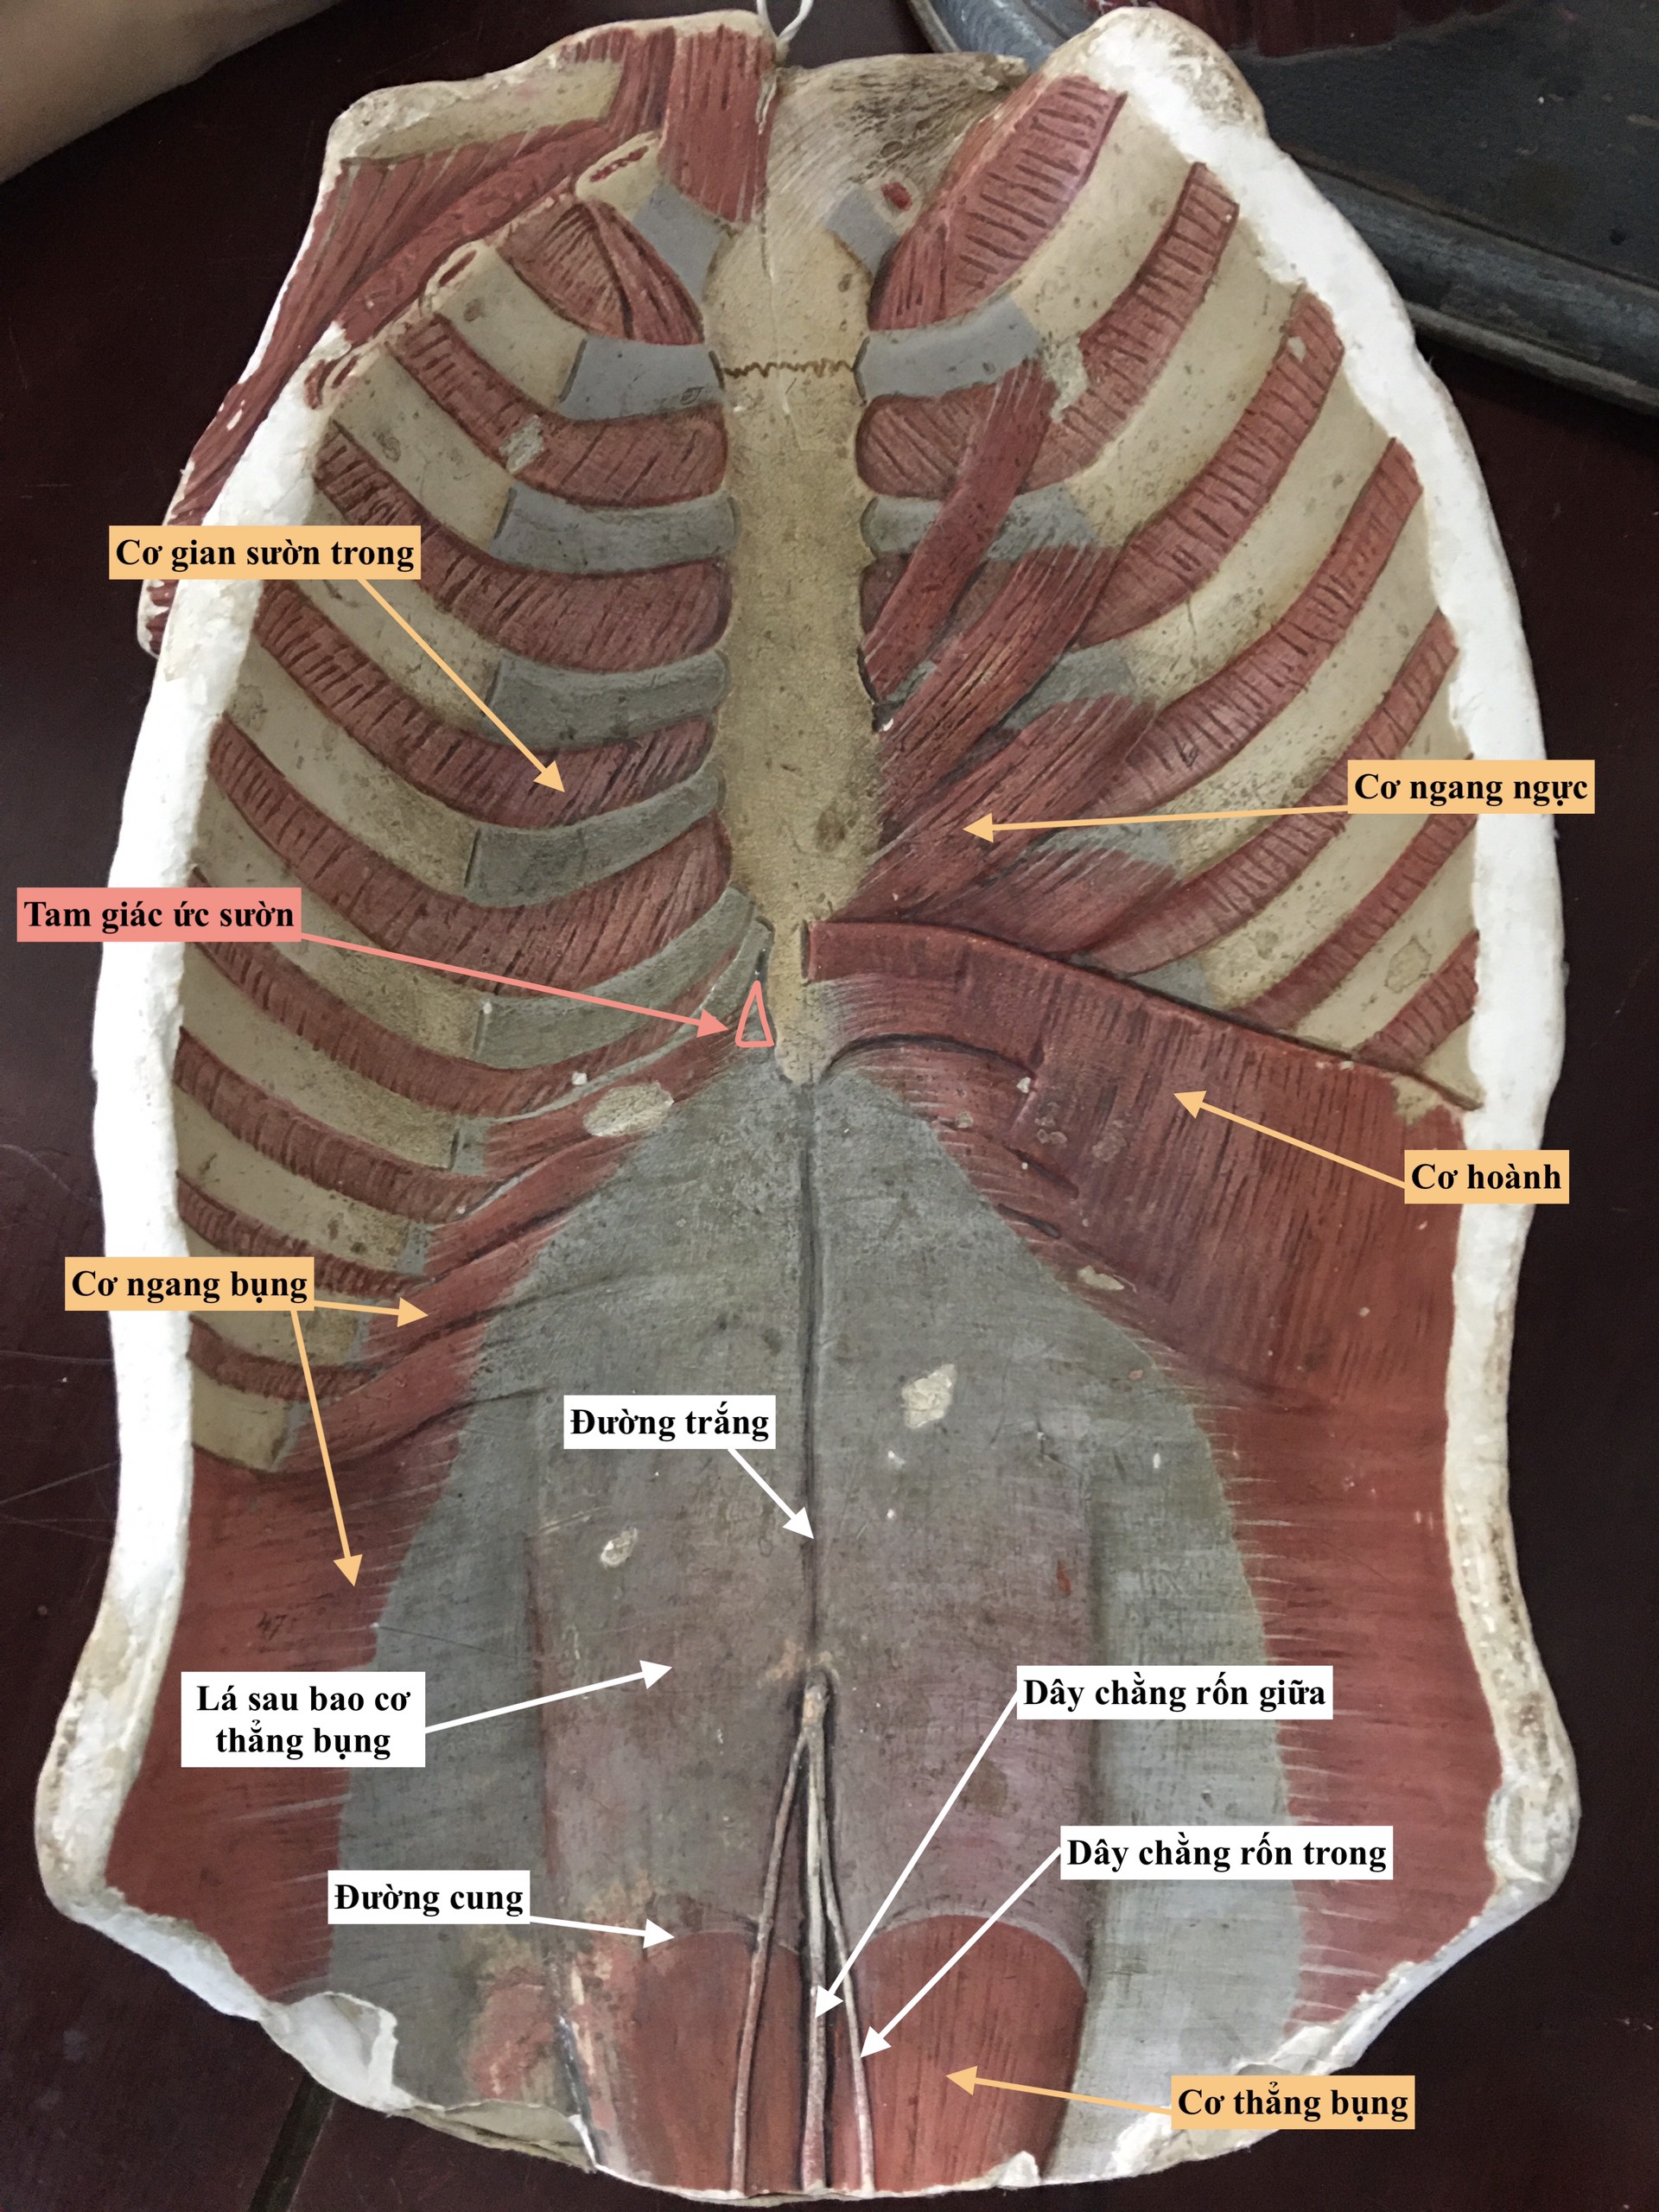 Cơ gian sườn trong
Cơ ngang ngực
Tam giác ức sườn
Cơ hoành
Cơ ngang bụng
Đường trắng
47
Lá sau bao cơ
thẳng bụng
Dây chằng rốn giữa
Dây chằng rốn trong
Đường cung
Cơ thẳng bụng